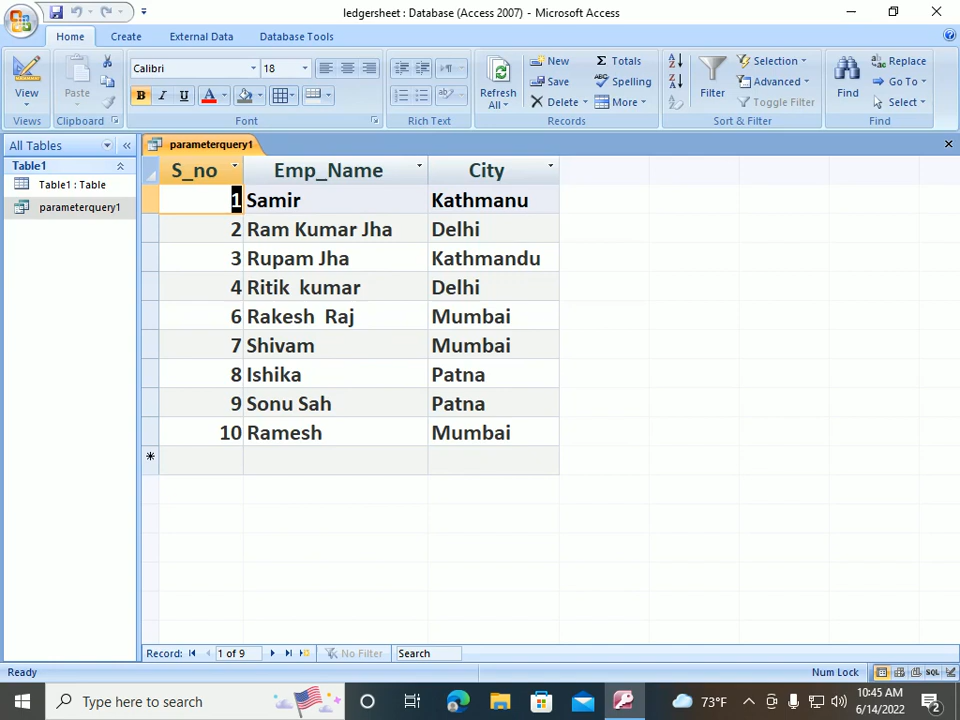 ledgersheet : Database (Access 2007) - Microsoft Access
Home Create External Data Database Tools
View
Views
Paste
Clipboard
Calibri 18
B I U A
Font
Rich Text
Refresh All
New
Save
Delete
Totals
Spelling
More
Records
Filter
Selection
Advanced
Toggle Filter
Sort & Filter
Find
Replace
Go To
Select
Find
All Tables
Table1
Table1 : Table
parameterquery1
parameterquery1
S_no Emp_Name City
1 Samir Kathmanu
2 Ram Kumar Jha Delhi
3 Rupam Jha Kathmandu
4 Ritik kumar Delhi
6 Rakesh Raj Mumbai
7 Shivam Mumbai
8 Ishika Patna
9 Sonu Sah Patna
10 Ramesh Mumbai
Record: 1 of 9 No Filter Search
Ready Num Lock SQL
Type here to search
73°F
10:45 AM
6/14/2022
2